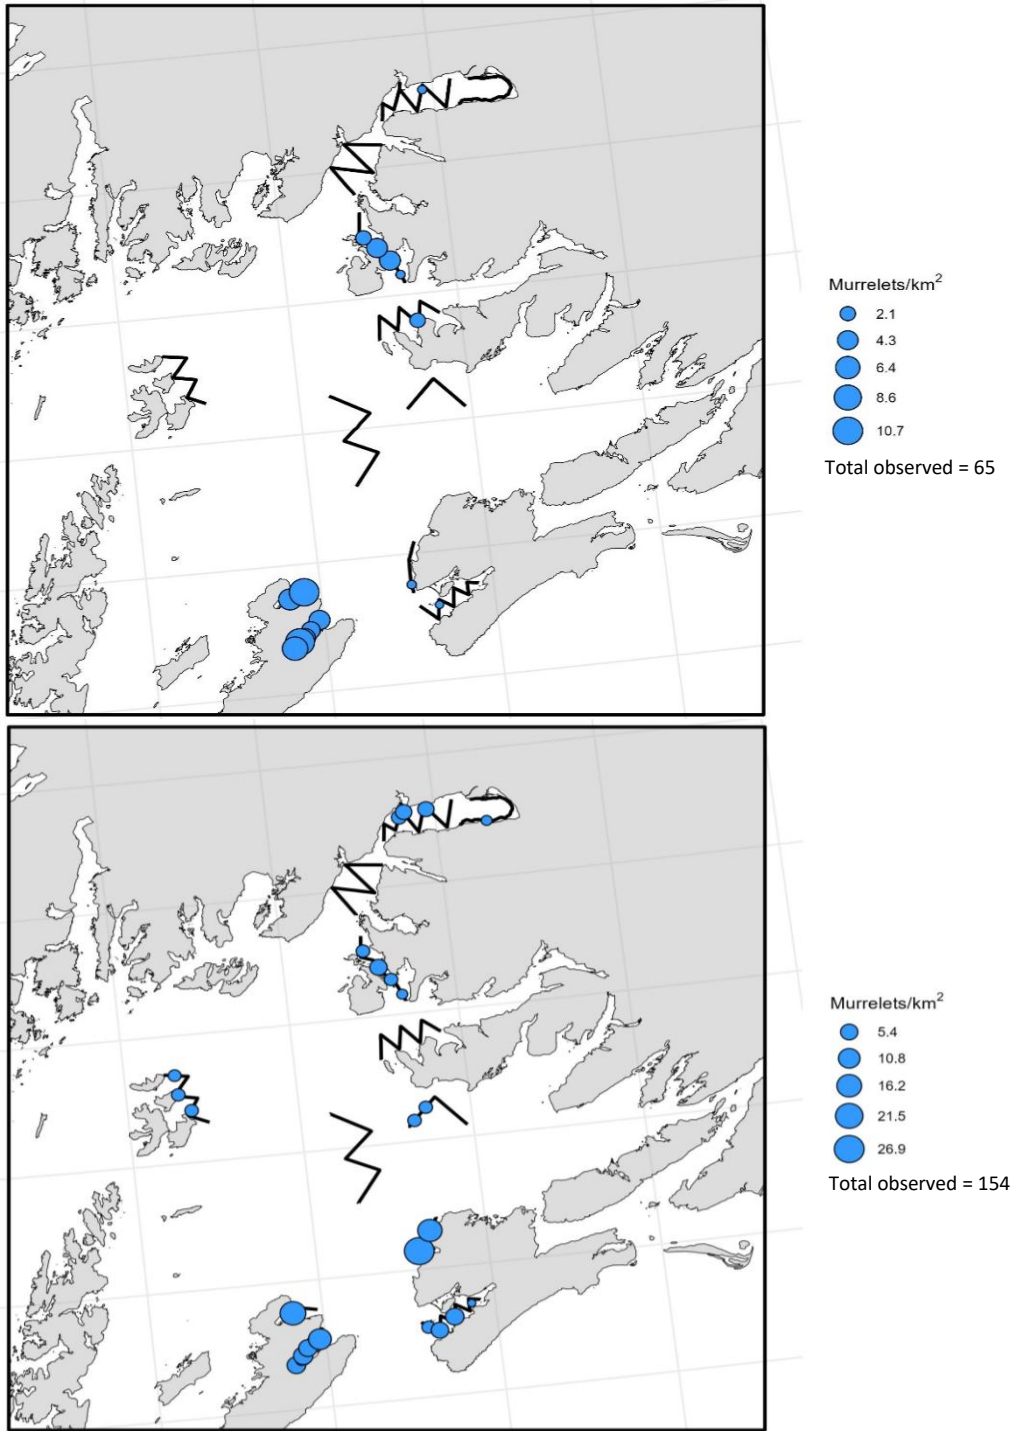 Murrelets/km²
2.1
4.3
6.4
8.6
10.7
Total observed = 65
Murrelets/km²
5.4
10.8
16.2
21.5
26.9
Total observed = 154